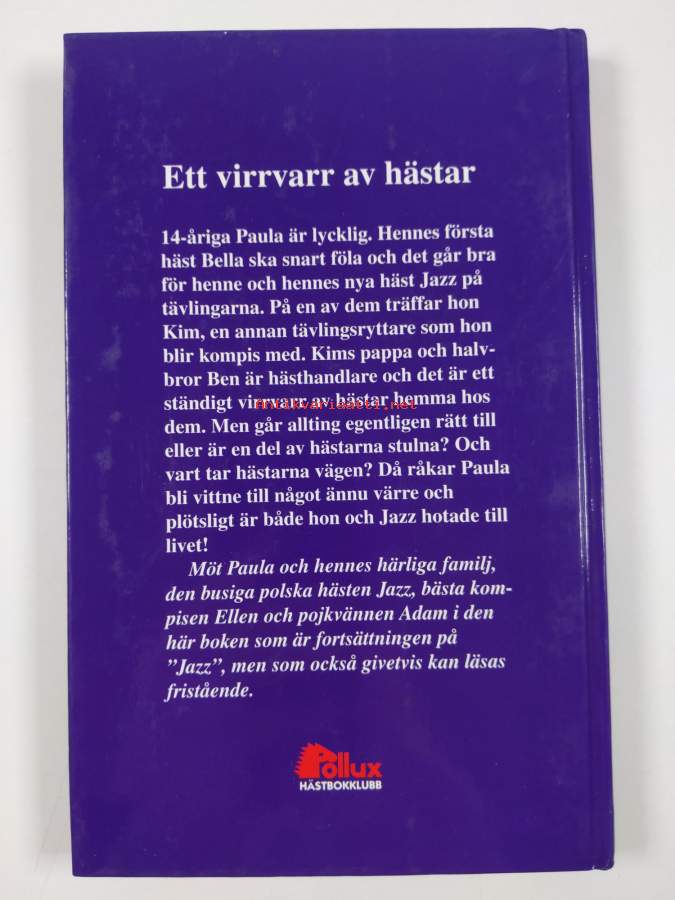 Ett virrvarr av hästar
14-åriga Paula är lycklig. Hennes första
häst Bella ska snart föla och det går bra
för henne och hennes nya häst Jazz på
tävlingarna. På en av dem träffar hon
Kim, en annan tävlingsryttare som hon
blir kompis med. Kims pappa och halv-
bror Ben är hästhandlare och det är ett
ständigt virrvarr av hästar hemma hos
Antikvariaatti.net
dem. Men går allting egentligen rätt till
eller är en del av hästarna stulna? Och
vart tar hästarna vägen? Då råkar Paula
bli vittne till något ännu värre och
plötsligt är både hon och Jazz hotade till
livet!
Möt Paula och hennes härliga familj,
den busiga polska hästen Jazz, bästa kom-
pisen Ellen och pojkvännen Adam i den
här boken som är fortsättningen på
”Jazz”, men som också givetvis kan läsas
fristående.
Pollux
HÄSTBOKKLUBB